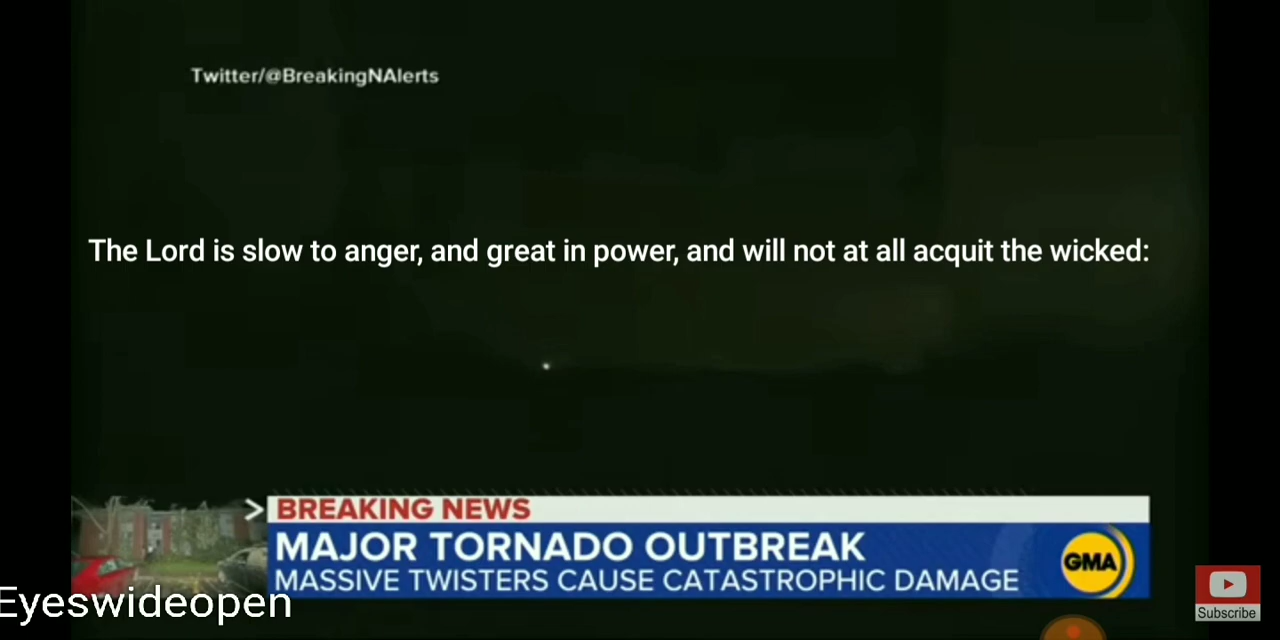 Twitter/@BreakingNAlerts
The Lord is slow to anger, and great in power, and will not at all acquit the wicked:
BREAKING NEWS
MAJOR TORNADO OUTBREAK
MASSIVE TWISTERS CAUSE CATASTROPHIC DAMAGE
GMA
Eyeswideopen
Subscribe